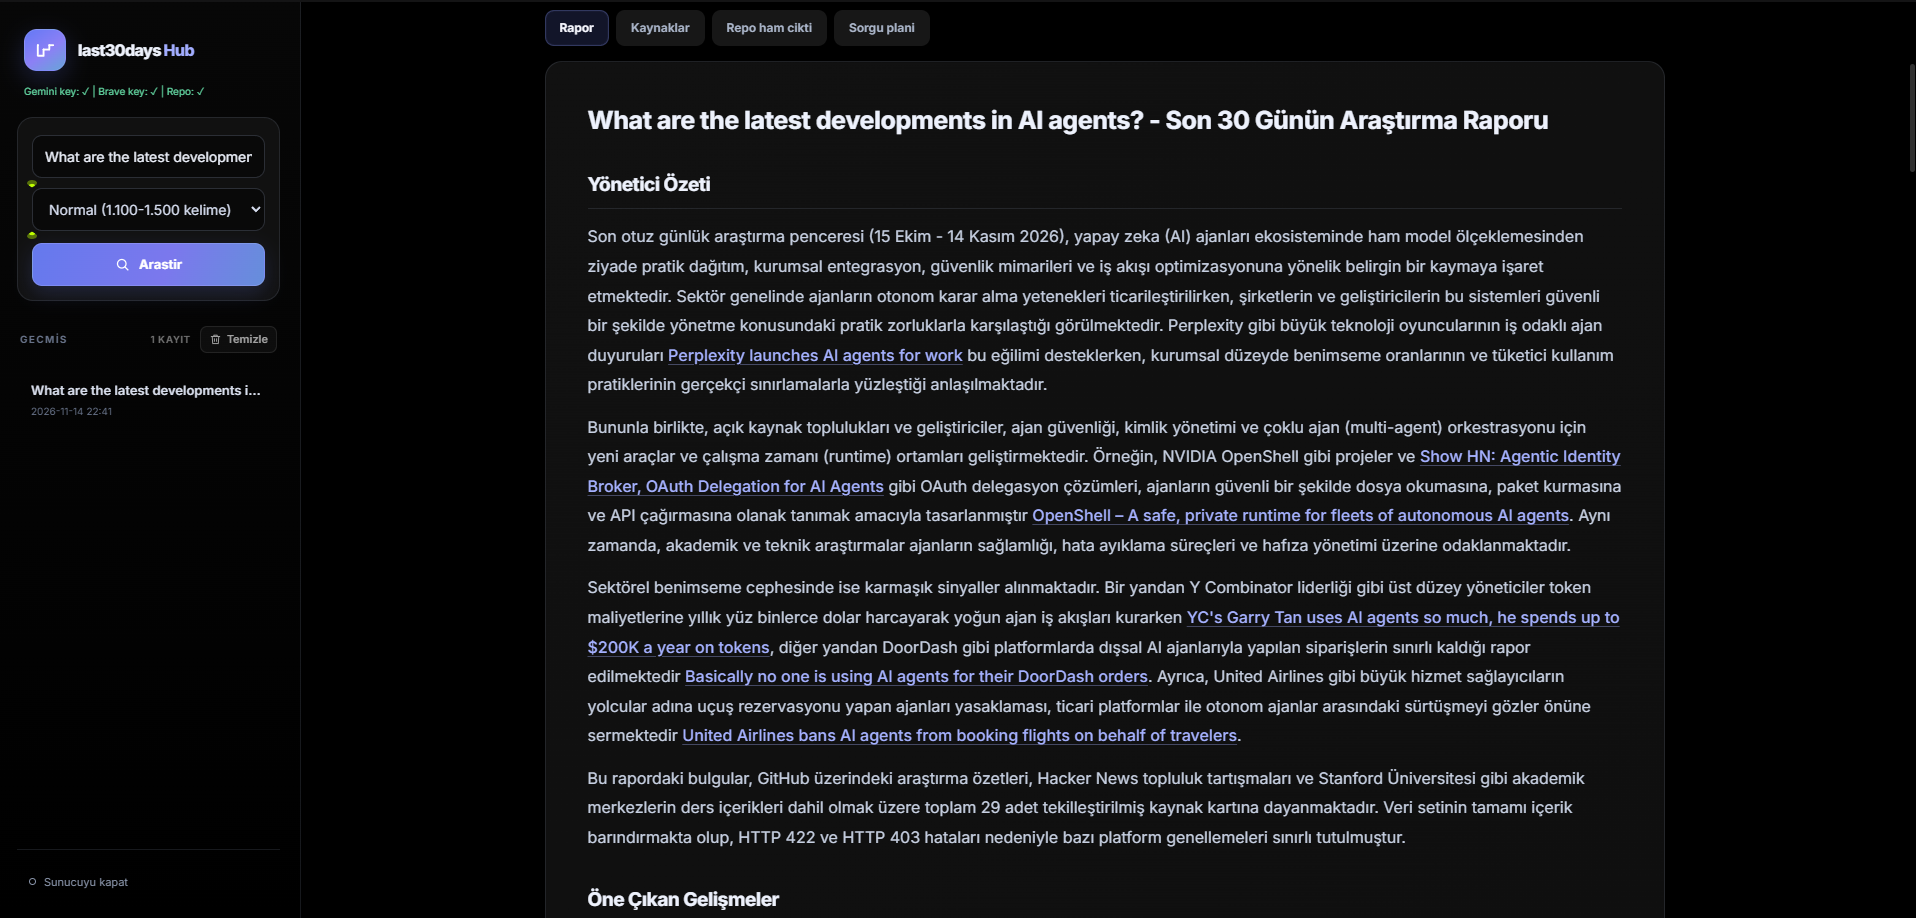 last30days Hub
Gemini key: ✓ | Brave key: ✓ | Repo: ✓
What are the latest developmer
Normal (1.100-1.500 kelime)
Arastir
GECMİS
1 KAYIT
Temizle
What are the latest developments i...
2026-11-14 22:41
Sunucuyu kapat
Rapor
Kaynaklar
Repo ham cikti
Sorgu plani
What are the latest developments in AI agents? - Son 30 Günün Araştırma Raporu
Yönetici Özeti
Son otuz günlük araştırma penceresi (15 Ekim - 14 Kasım 2026), yapay zeka (AI) ajanları ekosisteminde ham model ölçeklemesinden
ziyade pratik dağıtım, kurumsal entegrasyon, güvenlik mimarileri ve iş akışı optimizasyonuna yönelik belirgin bir kaymaya işaret
etmektedir. Sektör genelinde ajanların otonom karar alma yetenekleri ticarileştirilirken, şirketlerin ve geliştiricilerin bu sistemleri güvenli
bir şekilde yönetme konusundaki pratik zorluklarla karşılaştığı görülmektedir. Perplexity gibi büyük teknoloji oyuncularının iş odaklı ajan
duyuruları Perplexity launches AI agents for work bu eğilimi desteklerken, kurumsal düzeyde benimseme oranlarının ve tüketici kullanım
pratiklerinin gerçekçi sınırlamalarla yüzleştiği anlaşılmaktadır.
Bununla birlikte, açık kaynak toplulukları ve geliştiriciler, ajan güvenliği, kimlik yönetimi ve çoklu ajan (multi-agent) orkestrasyonu için
yeni araçlar ve çalışma zamanı (runtime) ortamları geliştirmektedir. Örneğin, NVIDIA OpenShell gibi projeler ve Show HN: Agentic Identity
Broker, OAuth Delegation for AI Agents gibi OAuth delegasyon çözümleri, ajanların güvenli bir şekilde dosya okumasına, paket kurmasına
ve API çağırmasına olanak tanımak amacıyla tasarlanmıştır OpenShell – A safe, private runtime for fleets of autonomous AI agents. Aynı
zamanda, akademik ve teknik araştırmalar ajanların sağlamlığı, hata ayıklama süreçleri ve hafıza yönetimi üzerine odaklanmaktadır.
Sektörel benimseme cephesinde ise karmaşık sinyaller alınmaktadır. Bir yandan Y Combinator liderliği gibi üst düzey yöneticiler token
maliyetlerine yıllık yüz binlerce dolar harcayarak yoğun ajan iş akışları kurarken YC's Garry Tan uses AI agents so much, he spends up to
$200K a year on tokens, diğer yandan DoorDash gibi platformlarda dışsal AI ajanlarıyla yapılan siparişlerin sınırlı kaldığı rapor
edilmektedir Basically no one is using AI agents for their DoorDash orders. Ayrıca, United Airlines gibi büyük hizmet sağlayıcıların
yolcular adına uçuş rezervasyonu yapan ajanları yasaklaması, ticari platformlar ile otonom ajanlar arasındaki sürtüşmeyi gözler önüne
sermektedir United Airlines bans AI agents from booking flights on behalf of travelers.
Bu rapordaki bulgular, GitHub üzerindeki araştırma özetleri, Hacker News topluluk tartışmaları ve Stanford Üniversitesi gibi akademik
merkezlerin ders içerikleri dahil olmak üzere toplam 29 adet tekilleştirilmiş kaynak kartına dayanmaktadır. Veri setinin tamamı içerik
barındırmakta olup, HTTP 422 ve HTTP 403 hataları nedeniyle bazı platform genellemeleri sınırlı tutulmuştur.
Öne Çıkan Gelişmeler